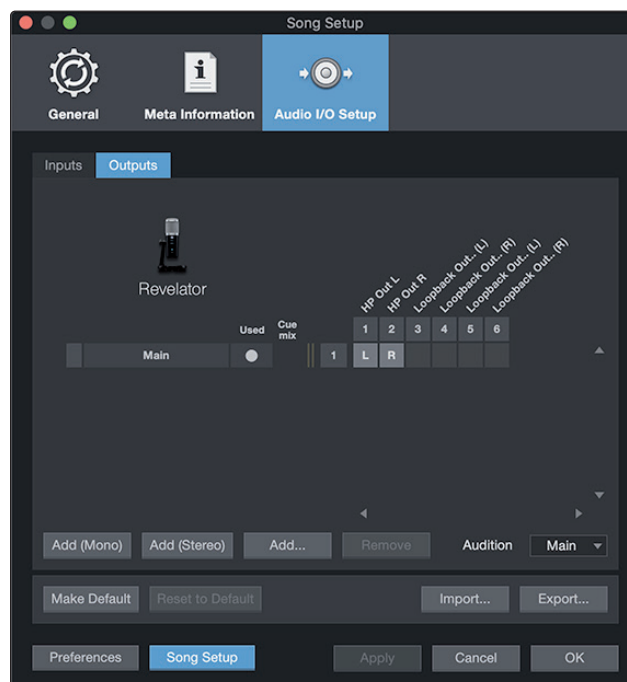 Song Setup
General Meta Information Audio I/O Setup
Inputs Outputs
Revelator
HP Out L HP Out R Loopback Out.. (L) Loopback Out.. (R) Loopback Out.. (L) Loopback Out.. (R)
Used Cue mix 1 2 3 4 5 6
Main 1 L R
Add (Mono) Add (Stereo) Add... Remove Audition Main
Make Default Reset to Default Import... Export...
Preferences Song Setup Apply Cancel OK